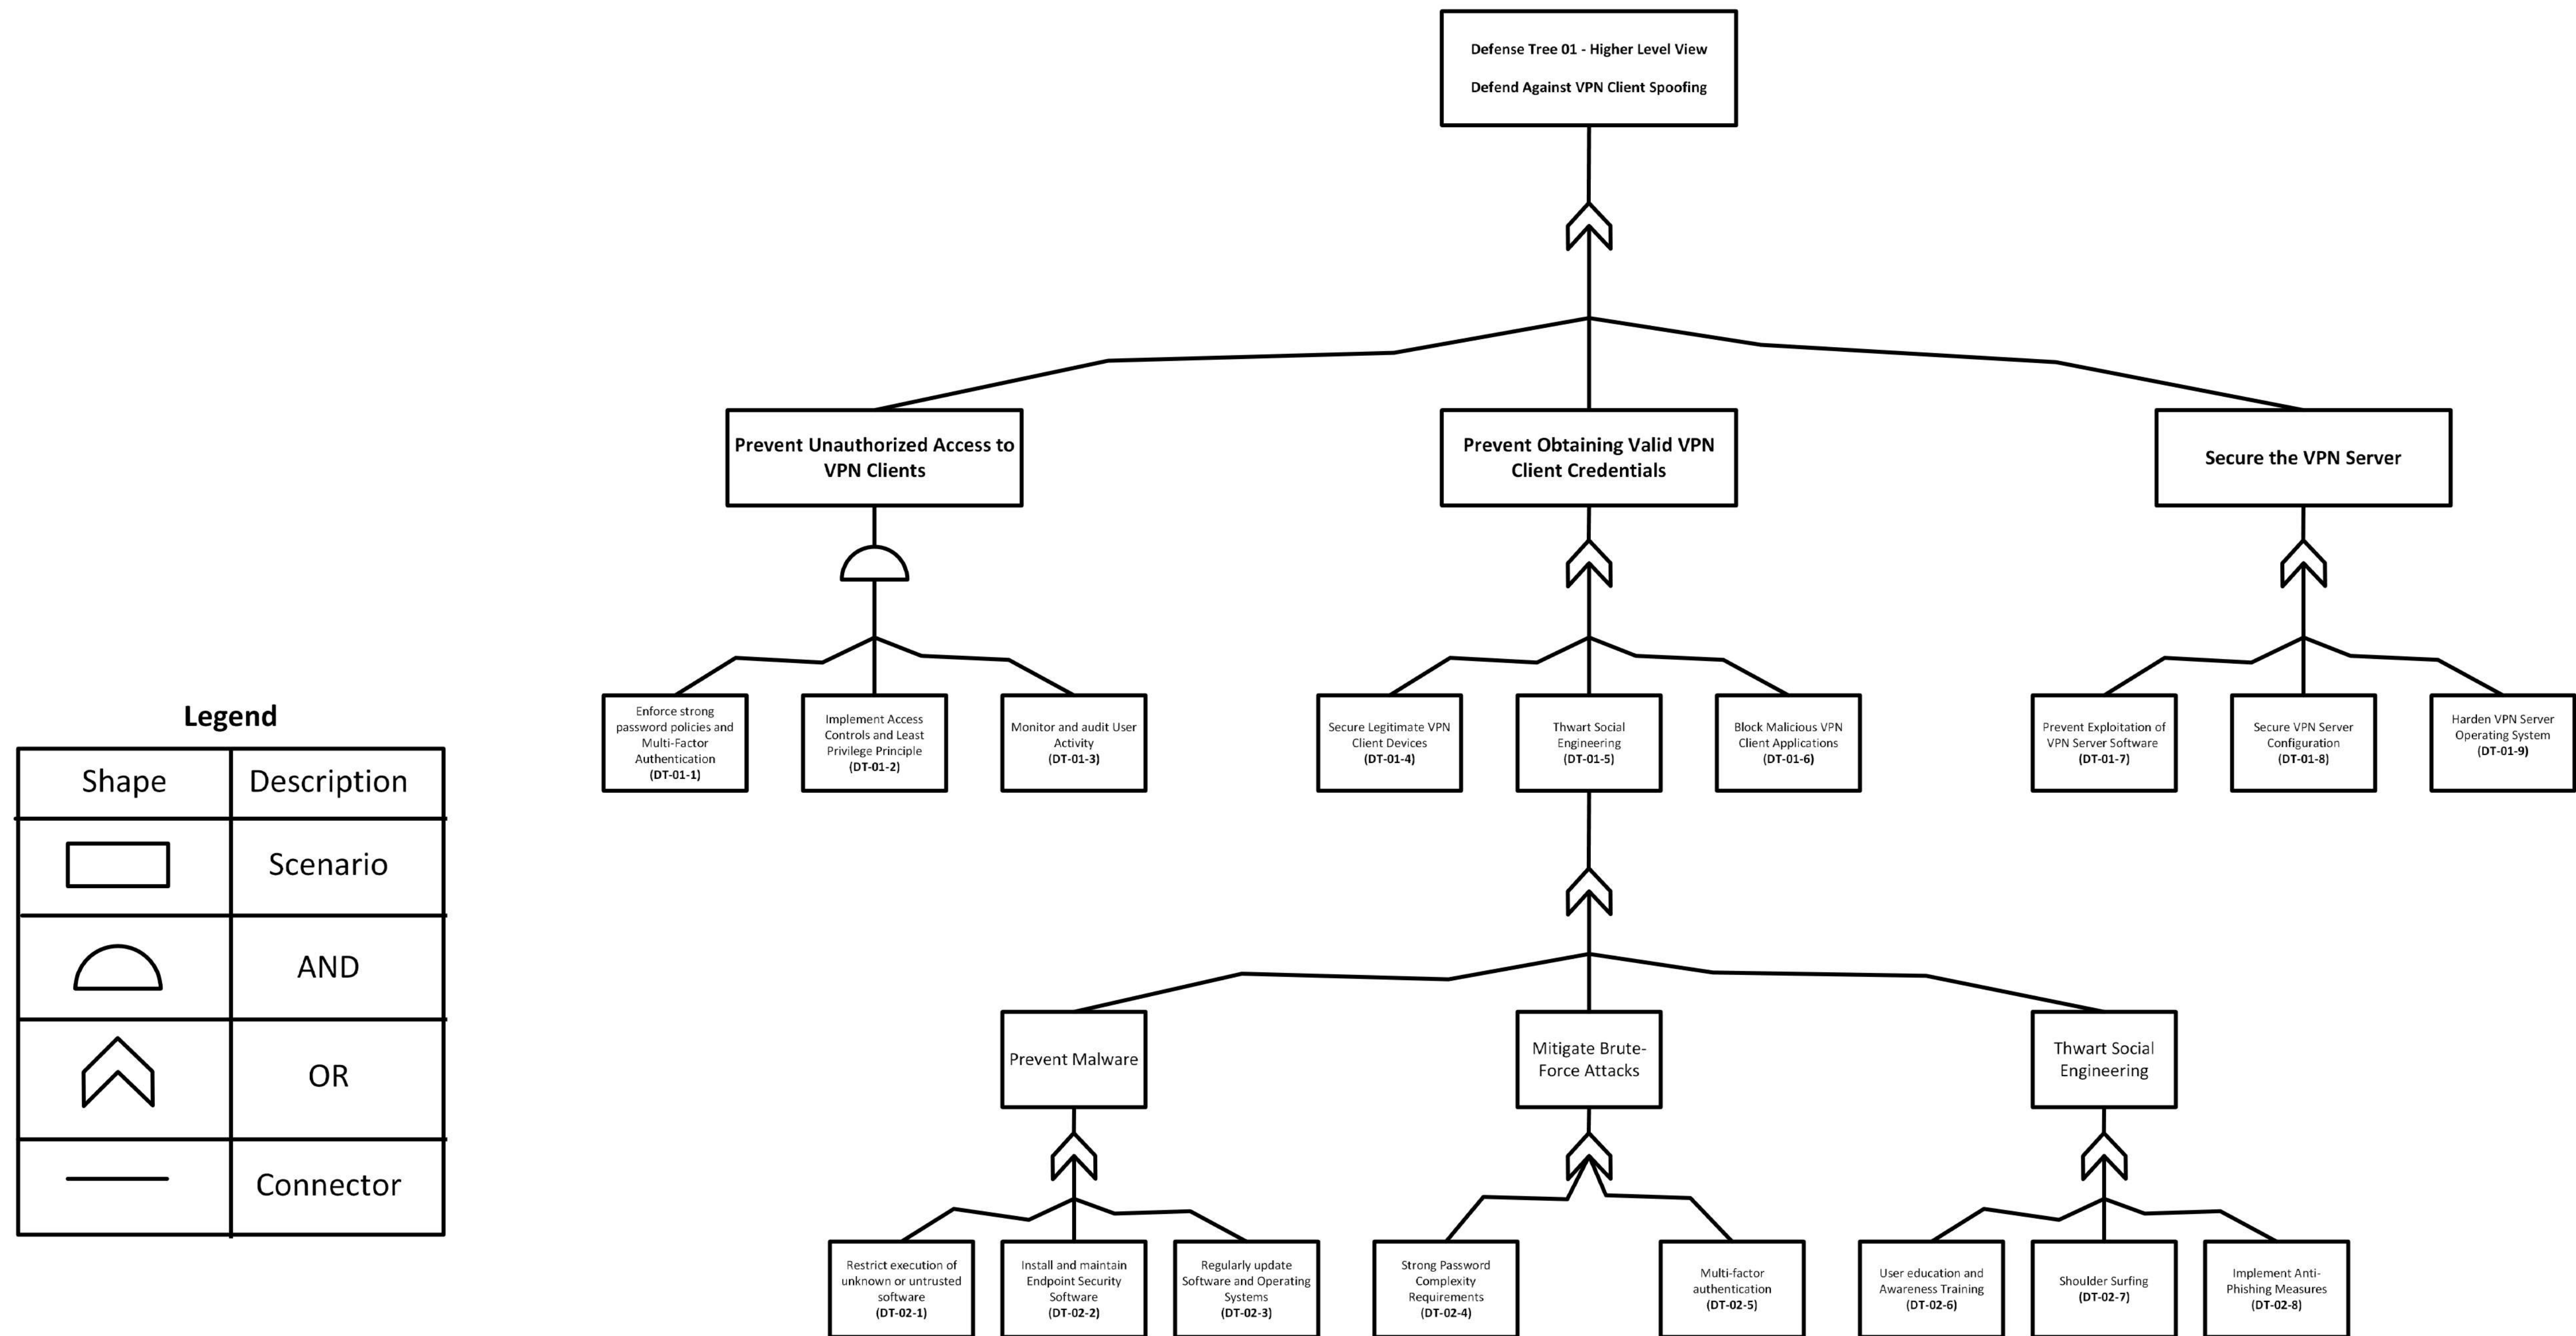 Defense Tree 01 - Higher Level View
Defend Against VPN Client Spoofing
Prevent Unauthorized Access to
VPN Clients
Prevent Obtaining Valid VPN
Client Credentials
Secure the VPN Server
Enforce strong
password policies and
Multi-Factor
Authentication
(DT-01-1)
Implement Access
Controls and Least
Privilege Principle
(DT-01-2)
Monitor and audit User
Activity
(DT-01-3)
Secure Legitimate VPN
Client Devices
(DT-01-4)
Thwart Social
Engineering
(DT-01-5)
Block Malicious VPN
Client Applications
(DT-01-6)
Prevent Exploitation of
VPN Server Software
(DT-01-7)
Secure VPN Server
Configuration
(DT-01-8)
Harden VPN Server
Operating System
(DT-01-9)
Legend
Shape Description
Scenario
AND
OR
Connector
Prevent Malware
Mitigate Brute-
Force Attacks
Thwart Social
Engineering
Restrict execution of
unknown or untrusted
software
(DT-02-1)
Install and maintain
Endpoint Security
Software
(DT-02-2)
Regularly update
Software and Operating
Systems
(DT-02-3)
Strong Password
Complexity
Requirements
(DT-02-4)
Multi-factor
authentication
(DT-02-5)
User education and
Awareness Training
(DT-02-6)
Shoulder Surfing
(DT-02-7)
Implement Anti-
Phishing Measures
(DT-02-8)